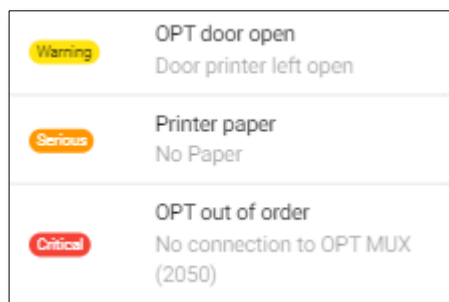 OPT door open
Warning
Door printer left open
Printer paper
Serious
No Paper
OPT out of order
Critical
No connection to OPT MUX
(2050)